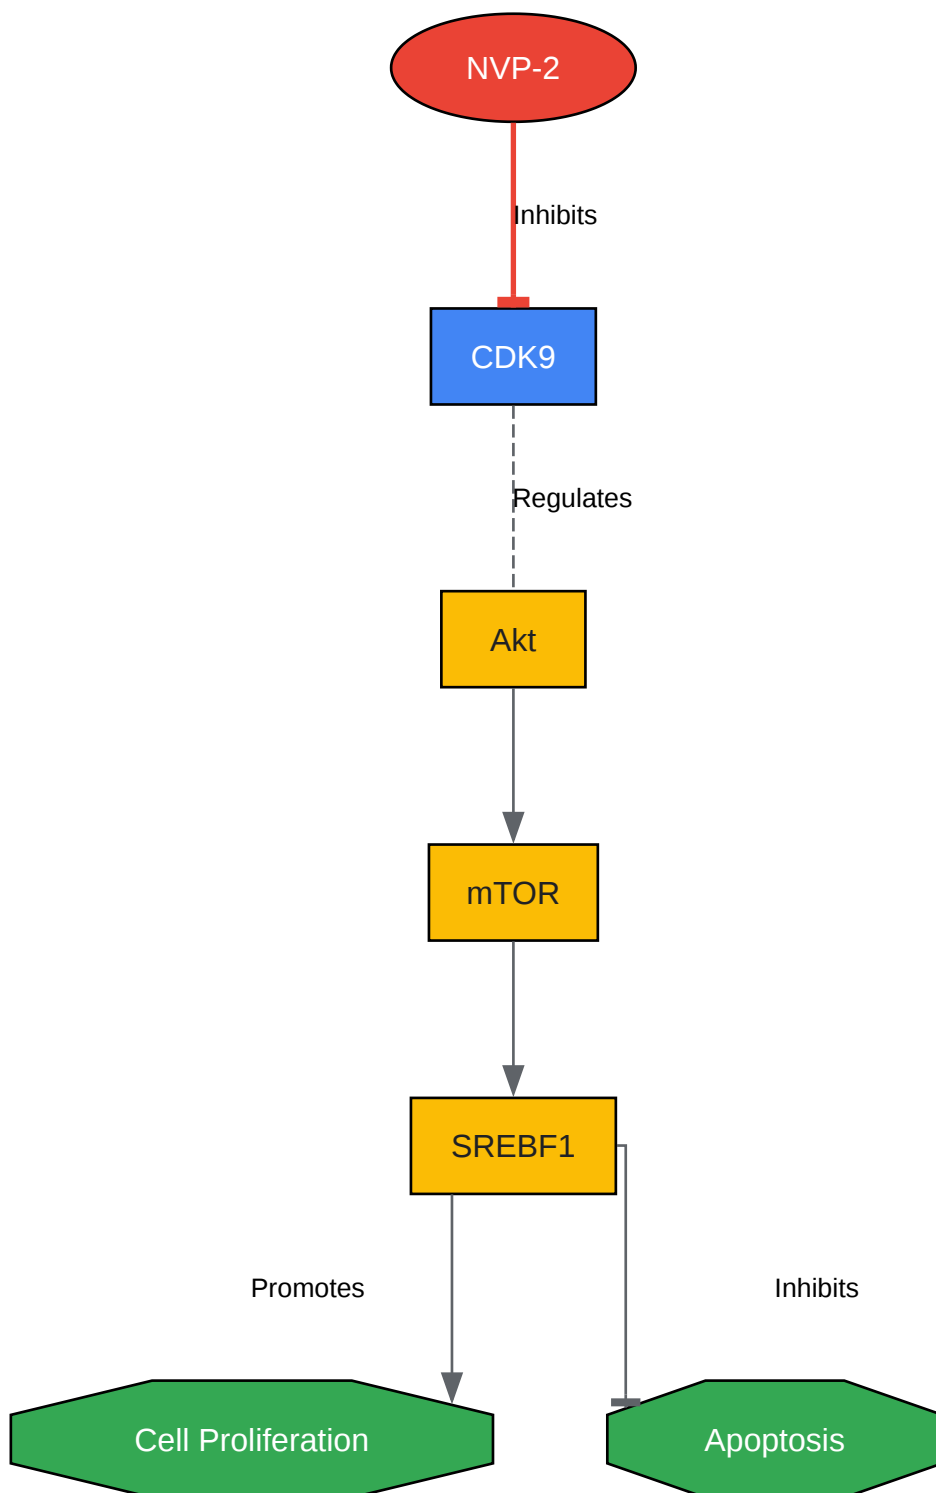 NVP-2
Inhibits
CDK9
Regulates
Akt
mTOR
SREBF1
Promotes
Inhibits
Cell Proliferation
Apoptosis